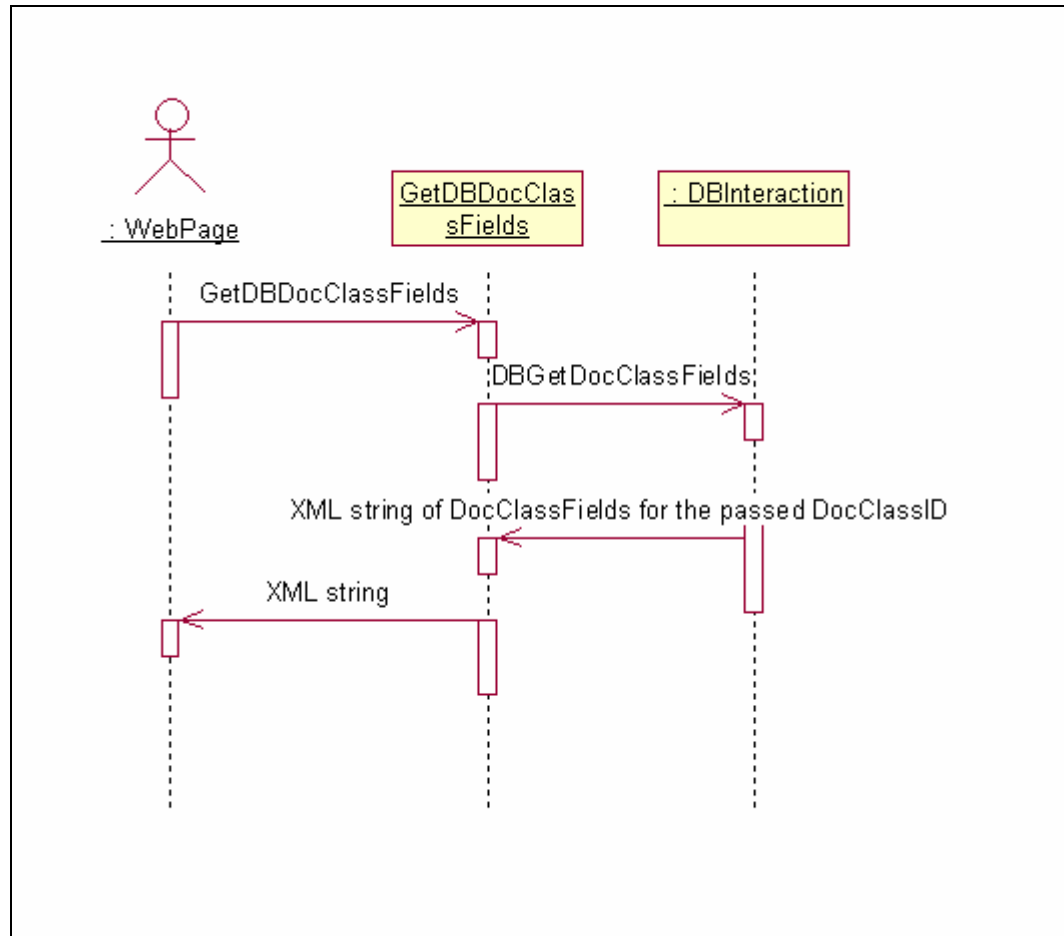 : WebPage
GetDBDocClas
sFields
: DBInteraction
GetDBDocClassFields
DBGetDocClassFields
XML string of DocClassFields for the passed DocClassID
XML string